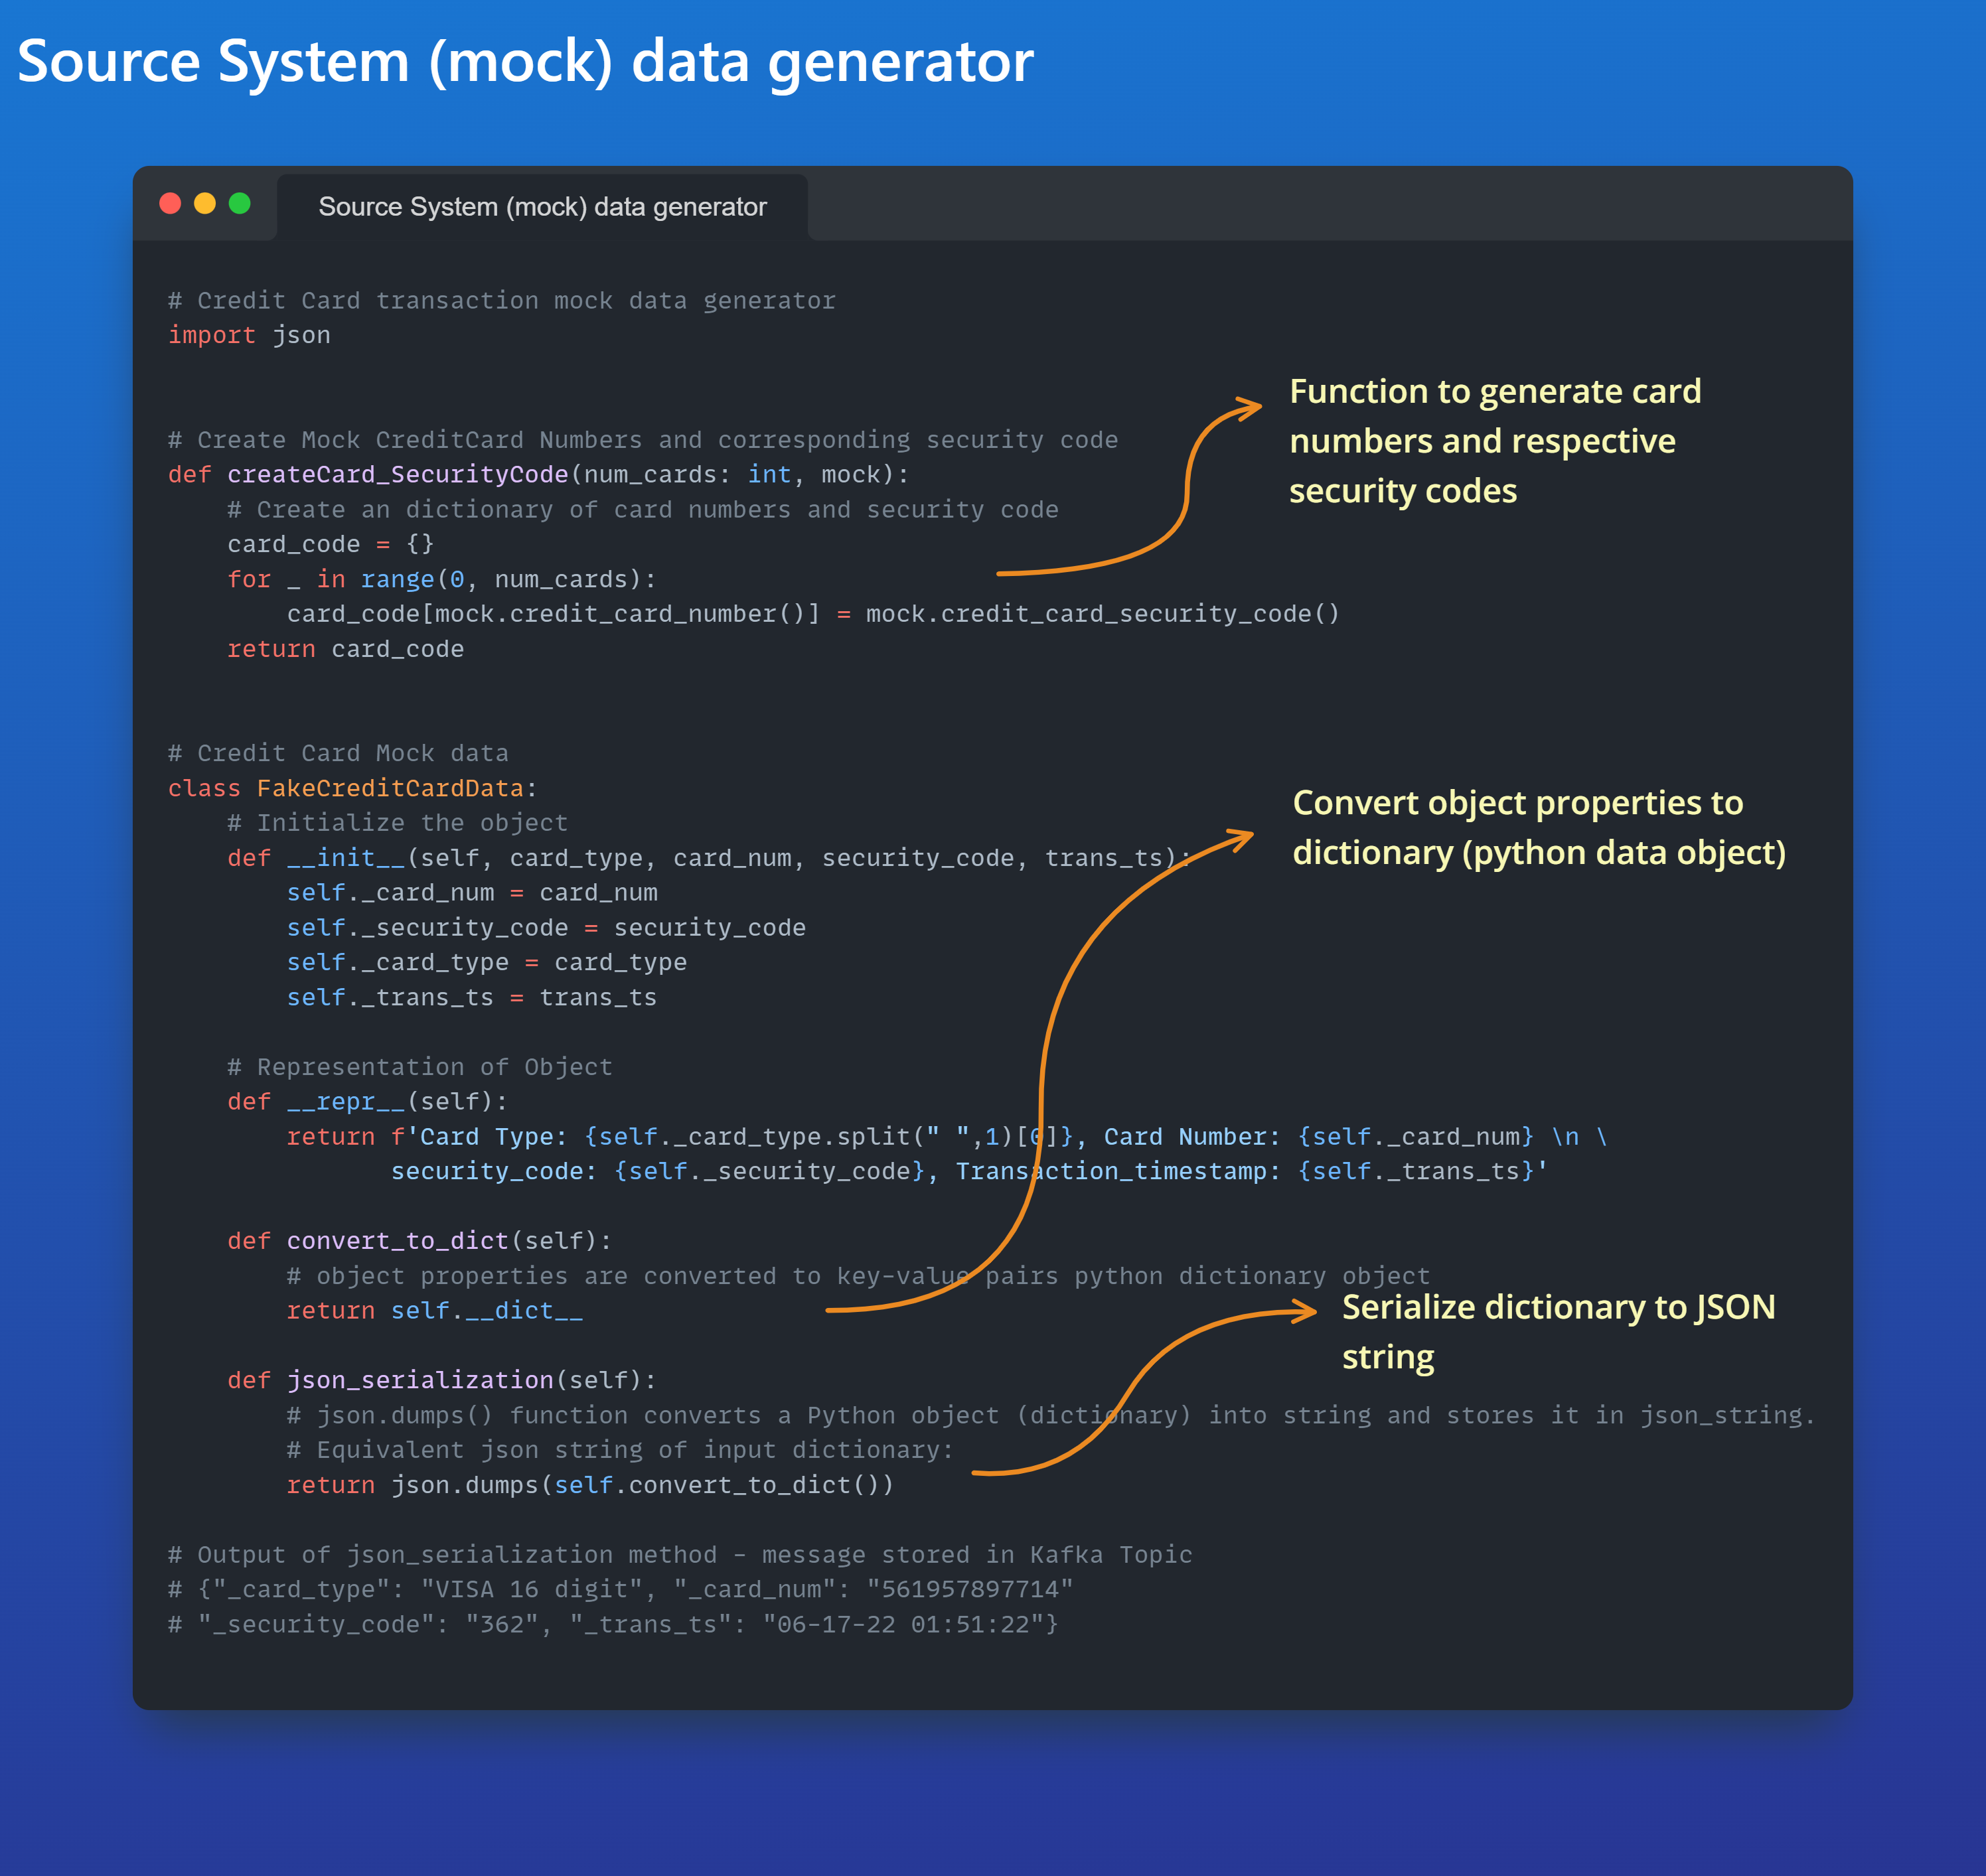 Source System (mock) data generator
Source System (mock) data generator
# Credit Card transaction mock data generator
import json
# Create Mock CreditCard Numbers and corresponding security code
def createCard_SecurityCode(num_cards: int, mock):
    # Create an dictionary of card numbers and security code
    card_code = {}
    for _ in range(0, num_cards):
        card_code[mock.credit_card_number()] = mock.credit_card_security_code()
    return card_code
Function to generate card
numbers and respective
security codes
# Credit Card Mock data
class FakeCreditCardData:
    # Initialize the object
    def __init__(self, card_type, card_num, security_code, trans_ts):
        self._card_num = card_num
        self._security_code = security_code
        self._card_type = card_type
        self._trans_ts = trans_ts
Convert object properties to
dictionary (python data object)
    # Representation of Object
    def __repr__(self):
        return f'Card Type: {self._card_type.split(" ",1)[0]}, Card Number: {self._card_num} \n \
               security_code: {self._security_code}, Transaction_timestamp: {self._trans_ts}'
    def convert_to_dict(self):
        # object properties are converted to key-value pairs python dictionary object
        return self.__dict__
Serialize dictionary to JSON
string
    def json_serialization(self):
        # json.dumps() function converts a Python object (dictionary) into string and stores it in json_string.
        # Equivalent json string of input dictionary:
        return json.dumps(self.convert_to_dict())
# Output of json_serialization method - message stored in Kafka Topic
# {"_card_type": "VISA 16 digit", "_card_num": "561957897714"
# "_security_code": "362", "_trans_ts": "06-17-22 01:51:22"}